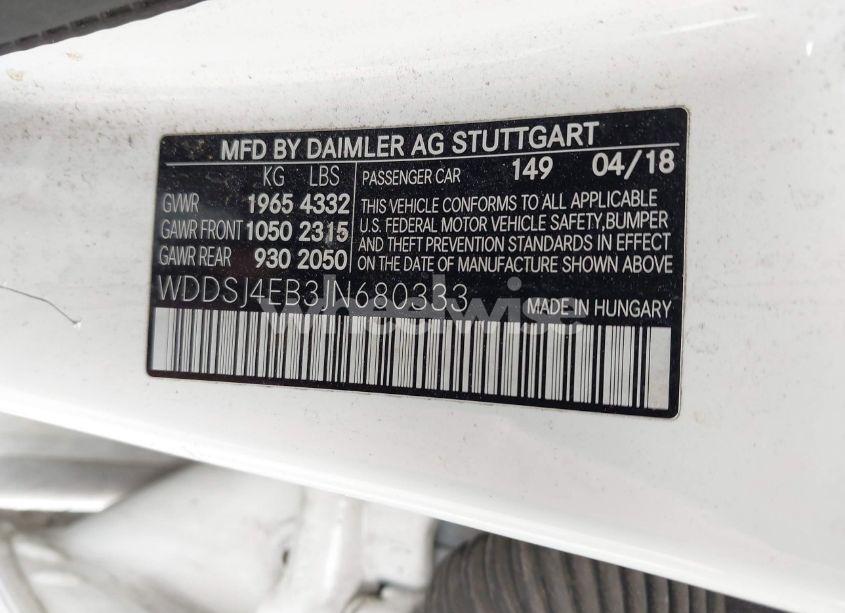 MFD BY DAIMLER AG STUTTGART
KG LBS
GVWR 1965 4332
GAWR FRONT 1050 2315
GAWR REAR 930 2050
PASSENGER CAR 149 04/18
THIS VEHICLE CONFORMS TO ALL APPLICABLE
U.S. FEDERAL MOTOR VEHICLE SAFETY,BUMPER
AND THEFT PREVENTION STANDARDS IN EFFECT
ON THE DATE OF MANUFACTURE SHOWN ABOVE.
WDDSJ4EB3JN680333 MADE IN HUNGARY
wheelwise